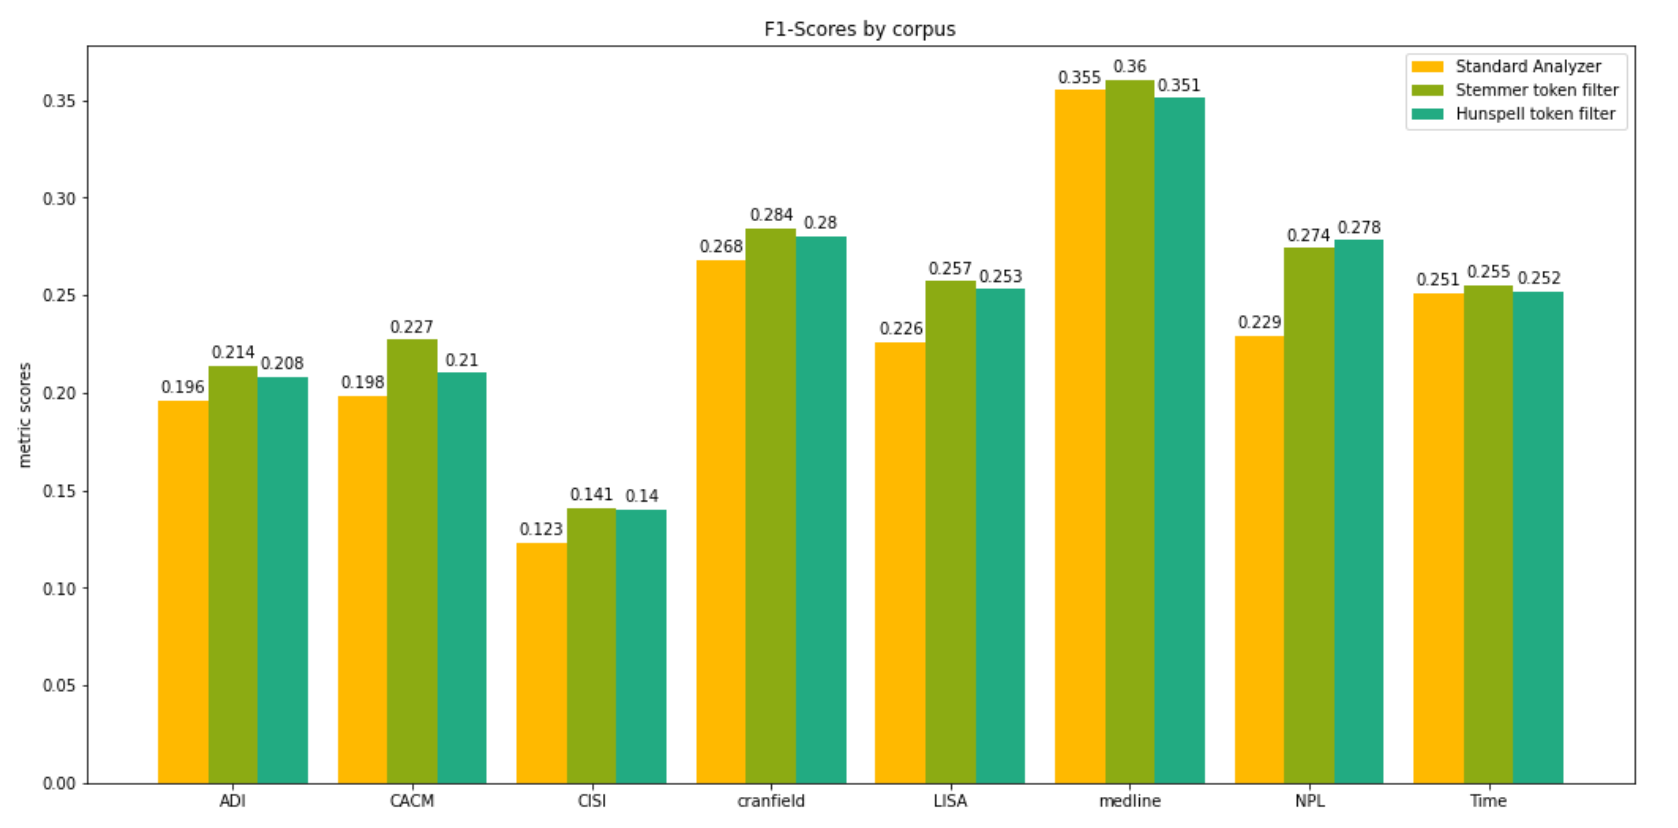 F1-Scores by corpus
Standard Analyzer
Stemmer token filter
Hunspell token filter
metric scores
0.35
0.30
0.25
0.20
0.15
0.10
0.05
0.00
0.196 0.214 0.208
0.198 0.227 0.21
0.123 0.141 0.14
0.268 0.284 0.28
0.226 0.257 0.253
0.355 0.36 0.351
0.229 0.274 0.278
0.251 0.255 0.252
ADI CACM CISI cranfield LISA medline NPL Time